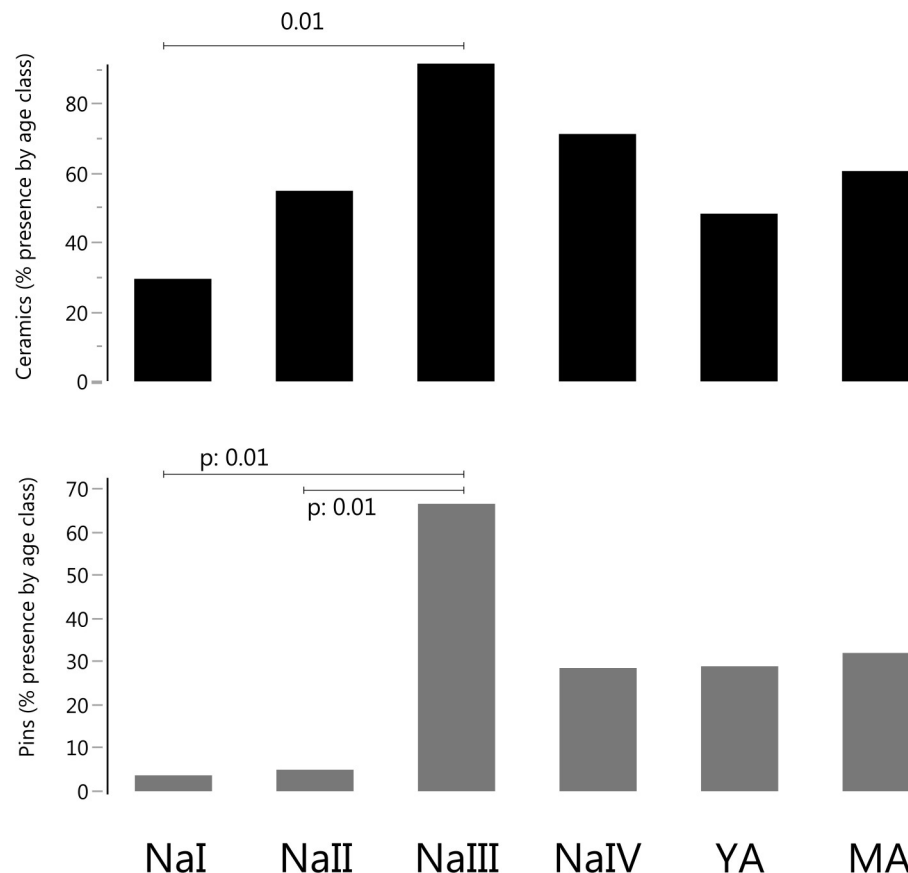 0.01
Ceramics (% presence by age class)
80
60
40
20
0
p: 0.01
p: 0.01
Pins (% presence by age class)
70
60
50
40
30
20
10
0
NaI NaII NaIII NaIV YA MA